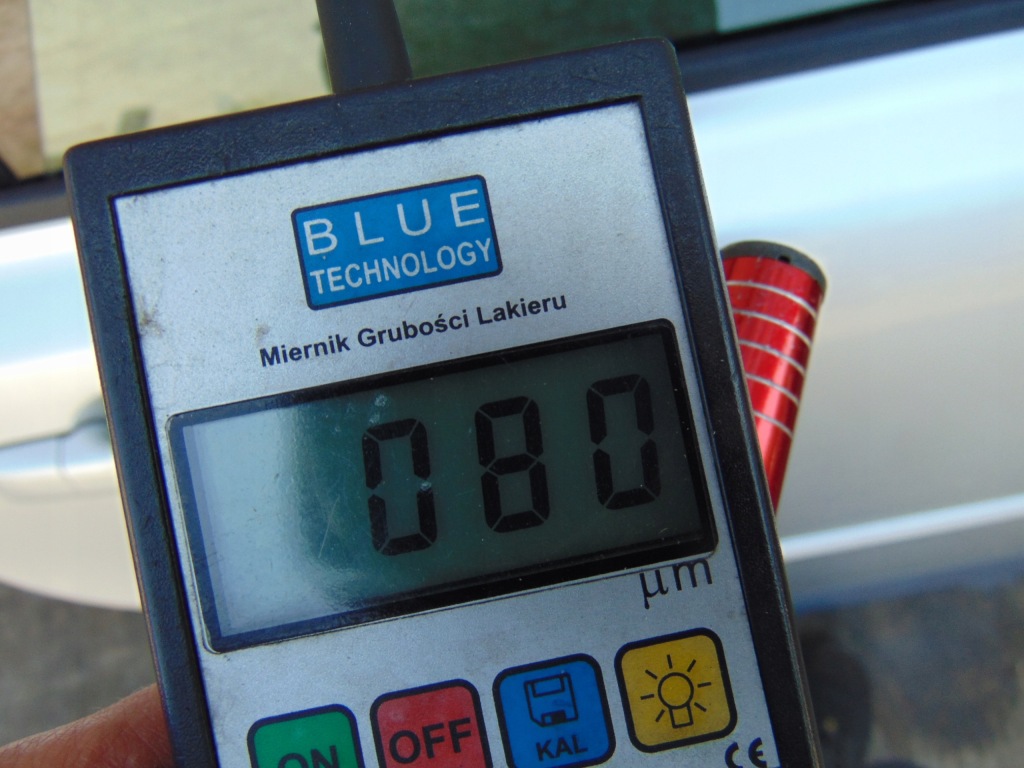 BLUE
TECHNOLOGY
Miernik Grubości Lakieru
080
µm
ON OFF KAL
CE